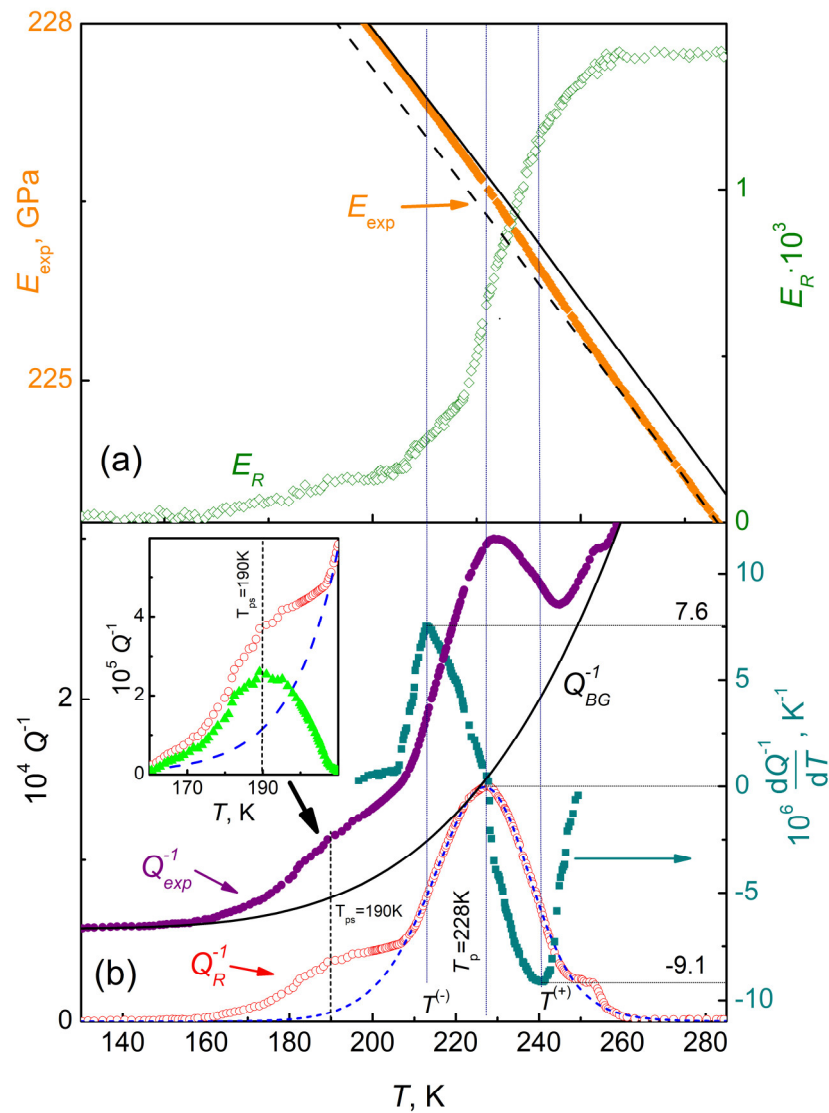 228
225
E_exp, GPa
E_exp
E_R
(a)
1
0
E_R·10^3
4
2
0
10^5 Q^-1
T_ps=190K
170
190
T, K
2
0
10^4 Q^-1
Q^-1_exp
Q^-1_BG
Q^-1_R
T_ps=190K
T_p=228K
T^(-)
T^(+)
7.6
-9.1
(b)
10
5
0
-5
-10
10^6 dQ^-1/dT, K^-1
140
160
180
200
220
240
260
280
T, K